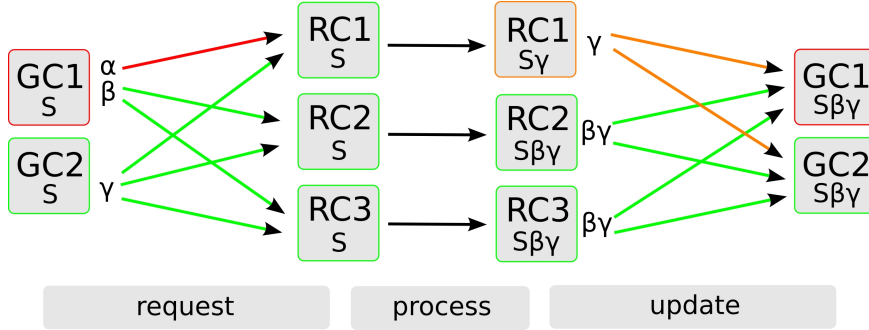 GC1
S
α
β
GC2
S
γ
RC1
S
RC2
S
RC3
S
RC1
Sγ
γ
RC2
Sβγ
βγ
RC3
Sβγ
βγ
GC1
Sβγ
GC2
Sβγ
request
process
update